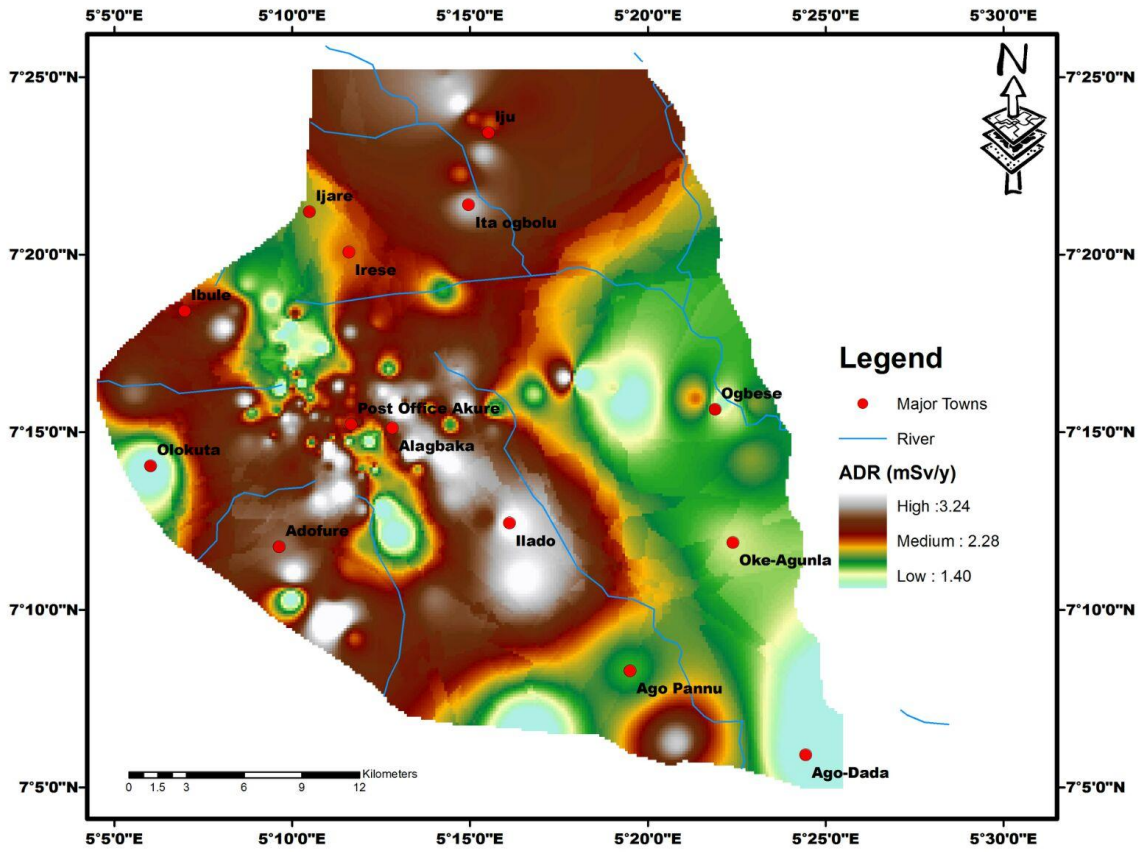 5°5'0"E 5°10'0"E 5°15'0"E 5°20'0"E 5°25'0"E 5°30'0"E
7°25'0"N 7°25'0"N
N
Iju
Ijare
Ita ogbolu
7°20'0"N 7°20'0"N
Irese
Ibule
Legend
Major Towns
River
ADR (mSv/y)
High :3.24
Medium : 2.28
Low : 1.40
Ogbese
Post Office Akure
7°15'0"N 7°15'0"N
Alagbaka
Olokuta
Adofure
Ilado
Oke-Agunla
7°10'0"N 7°10'0"N
Ago Pannu
Ago-Dada
Kilometers
0 1.5 3 6 9 12
7°5'0"N 7°5'0"N
5°5'0"E 5°10'0"E 5°15'0"E 5°20'0"E 5°25'0"E 5°30'0"E